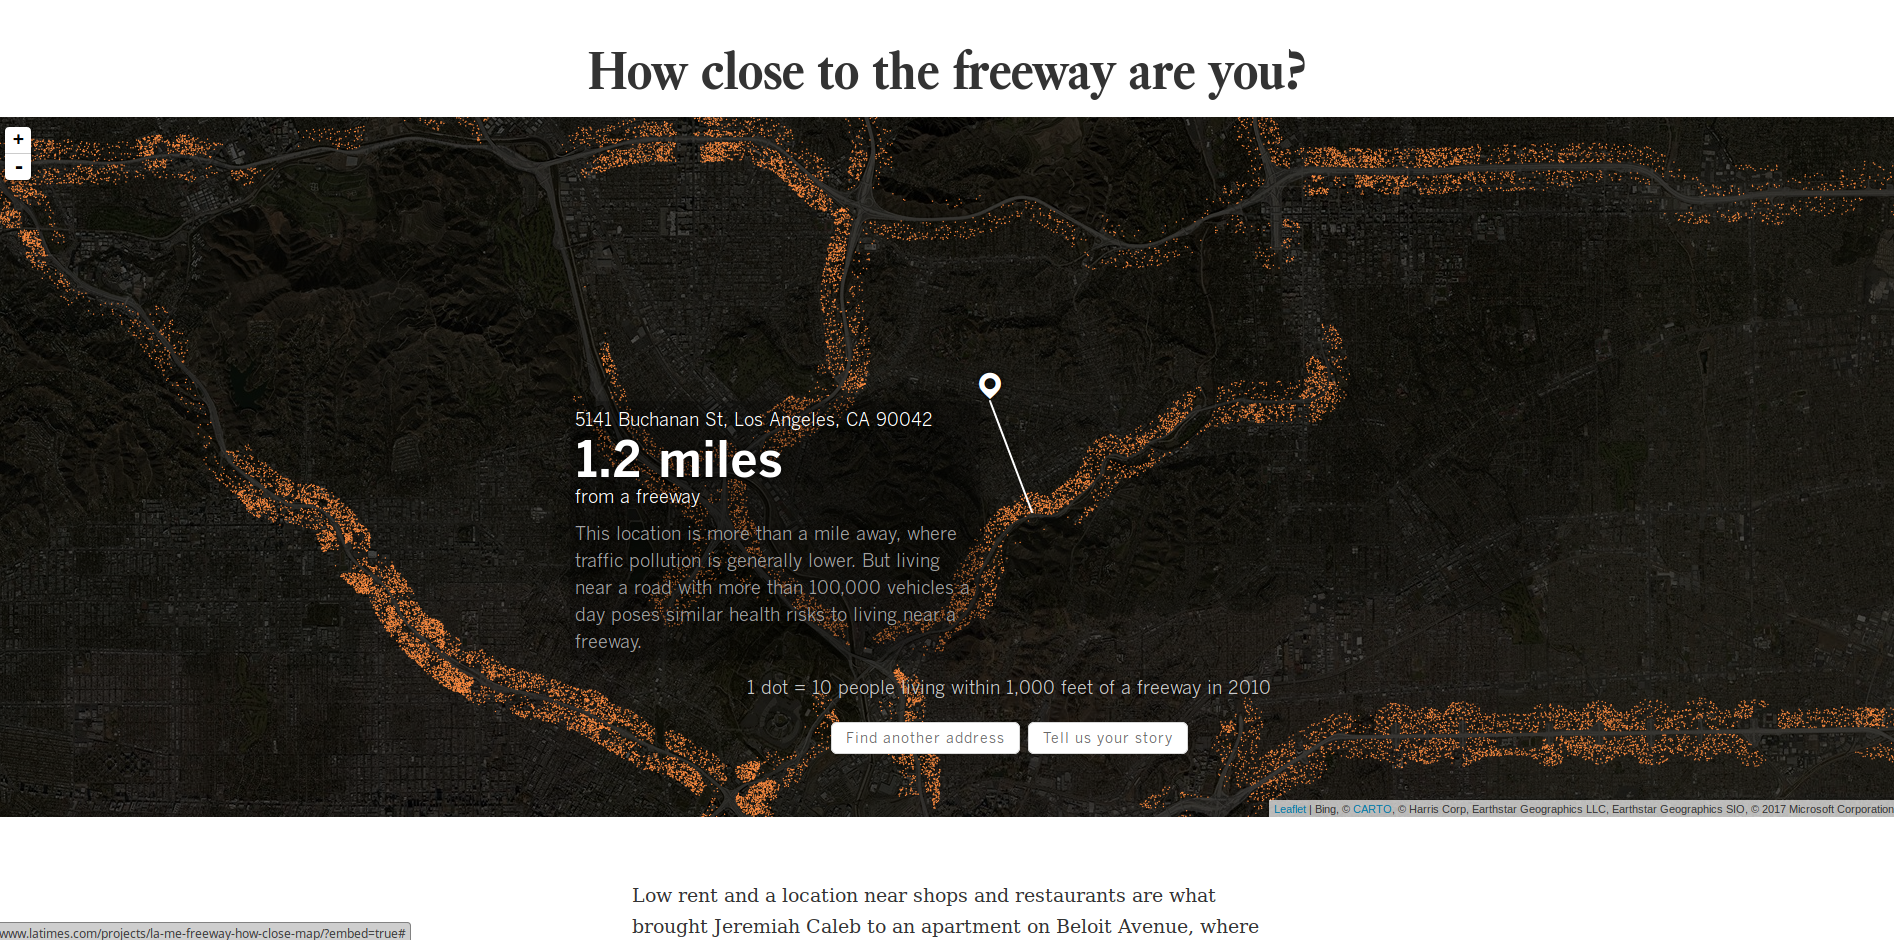 How close to the freeway are you?
+
-
5141 Buchanan St, Los Angeles, CA 90042
1.2 miles
from a freeway
This location is more than a mile away, where
traffic pollution is generally lower. But living
near a road with more than 100,000 vehicles a
day poses similar health risks to living near a
freeway.
1 dot = 10 people living within 1,000 feet of a freeway in 2010
Find another address
Tell us your story
Leaflet | Bing, © CARTO, © Harris Corp, Earthstar Geographics LLC, Earthstar Geographics SIO, © 2017 Microsoft Corporation
Low rent and a location near shops and restaurants are what
brought Jeremiah Caleb to an apartment on Beloit Avenue, where
www.latimes.com/projects/la-me-freeway-how-close-map/?embed=true#